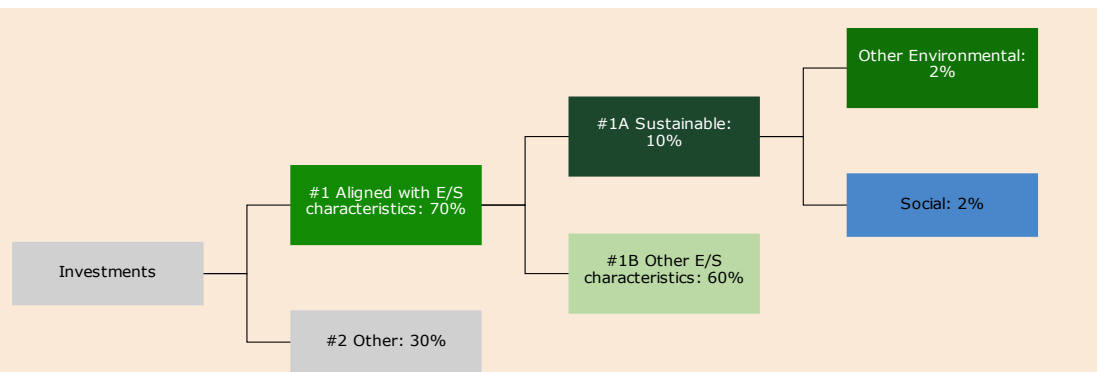 Other Environmental:
2%
#1A Sustainable:
10%
#1 Aligned with E/S
characteristics: 70%
Social: 2%
#1B Other E/S
characteristics: 60%
Investments
#2 Other: 30%